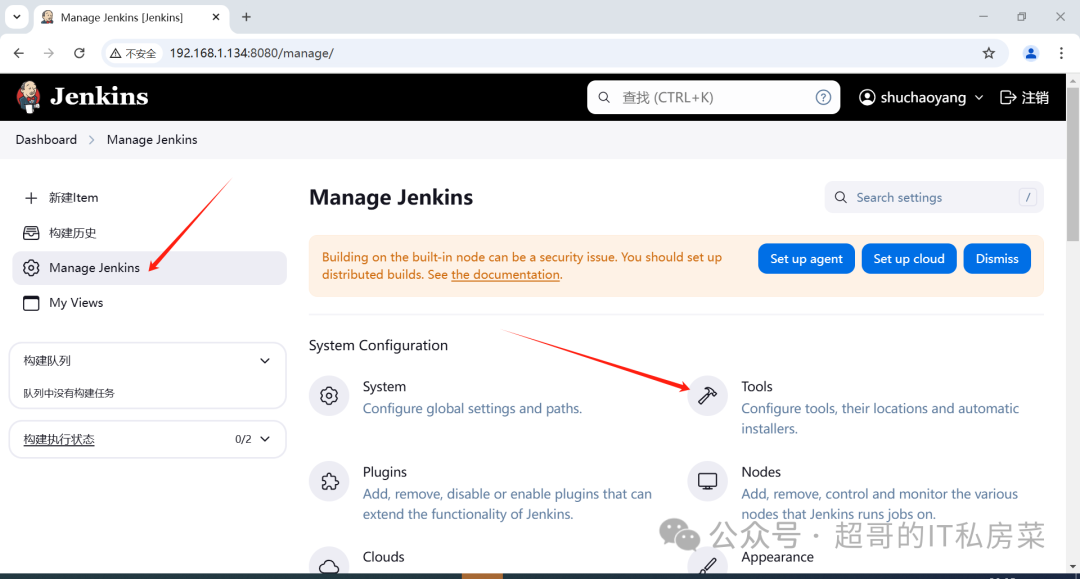 Manage Jenkins [Jenkins]
不安全
192.168.1.134:8080/manage/
Jenkins
查找 (CTRL+K)
shuchaoyang
注销
Dashboard
Manage Jenkins
新建Item
构建历史
Manage Jenkins
My Views
构建队列
队列中没有构建任务
构建执行状态
0/2
Manage Jenkins
Search settings
/
Building on the built-in node can be a security issue. You should set up
distributed builds. See the documentation.
Set up agent
Set up cloud
Dismiss
System Configuration
System
Configure global settings and paths.
Tools
Configure tools, their locations and automatic
installers.
Plugins
Add, remove, disable or enable plugins that can
extend the functionality of Jenkins.
Nodes
Add, remove, control and monitor the various
nodes that Jenkins runs jobs on.
Clouds
Appearance
公众号 · 超哥的IT私房菜